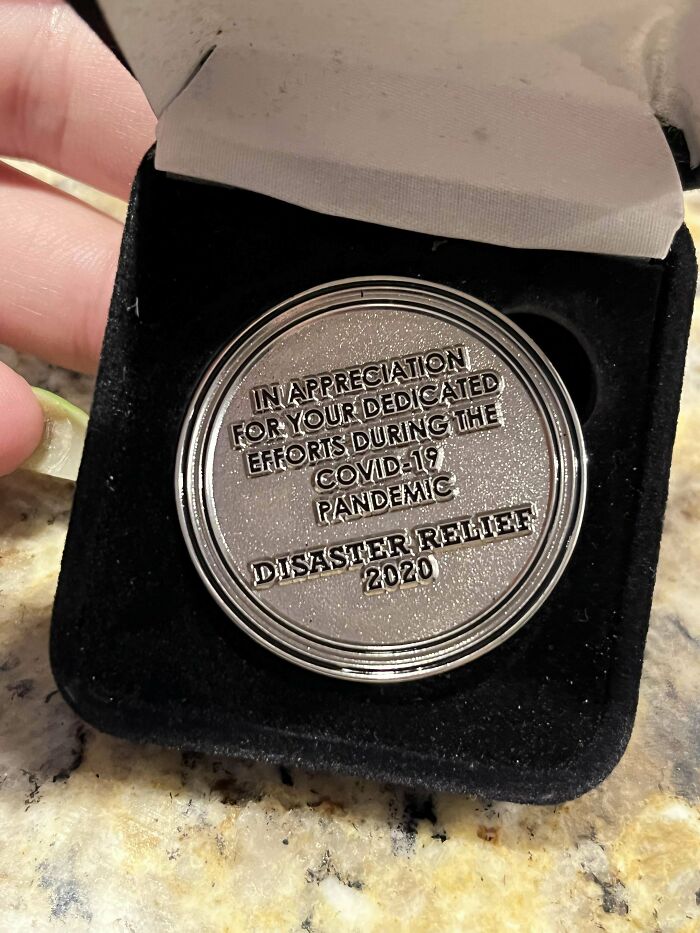 IN APPRECIATION
FOR YOUR DEDICATED
EFFORTS DURING THE
COVID-19
PANDEMIC
DISASTER RELIEF
2020